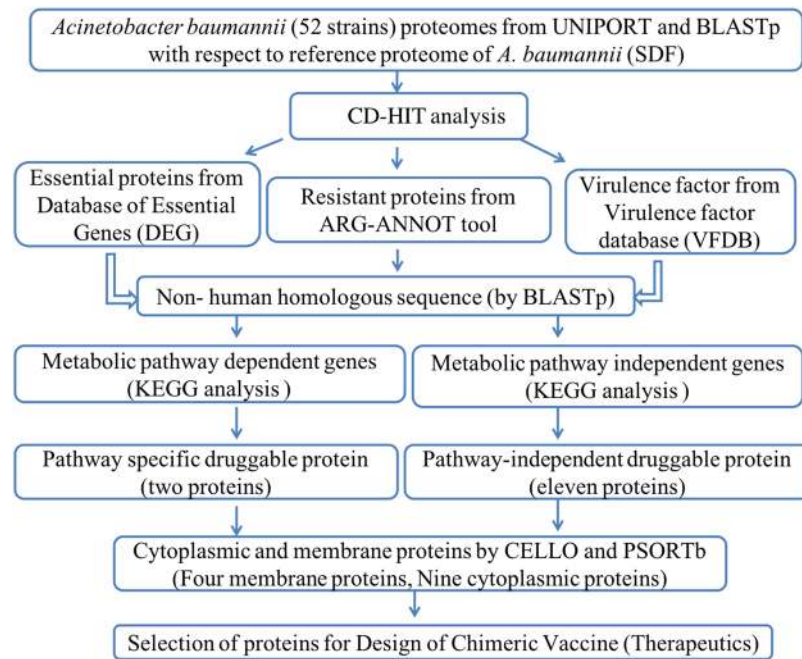 Acinetobacter baumannii (52 strains) proteomes from UNIPORT and BLASTp
with respect to reference proteome of A. baumannii (SDF)
CD-HIT analysis
Essential proteins from
Database of Essential
Genes (DEG)
Resistant proteins from
ARG-ANNOT tool
Virulence factor from
Virulence factor
database (VFDB)
Non- human homologous sequence (by BLASTp)
Metabolic pathway dependent genes
(KEGG analysis )
Metabolic pathway independent genes
(KEGG analysis )
Pathway specific druggable protein
(two proteins)
Pathway-independent druggable protein
(eleven proteins)
Cytoplasmic and membrane proteins by CELLO and PSORTb
(Four membrane proteins, Nine cytoplasmic proteins)
Selection of proteins for Design of Chimeric Vaccine (Therapeutics)